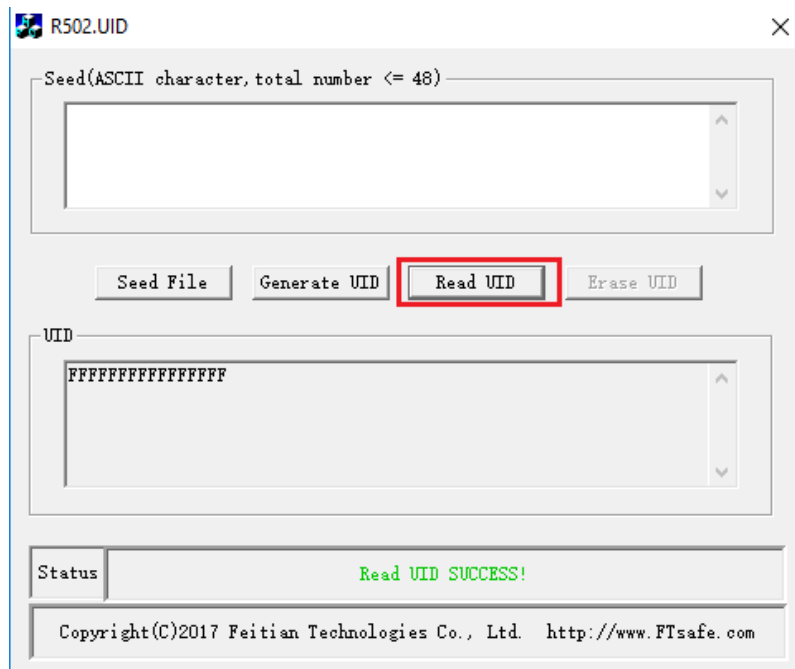 R502.UID
Seed(ASCII character, total number <= 48)
Seed File Generate UID Read UID Erase UID
UID
FFFFFFFFFFFFFFFF
Status Read UID SUCCESS!
Copyright(C)2017 Feitian Technologies Co., Ltd. http://www.FTsafe.com